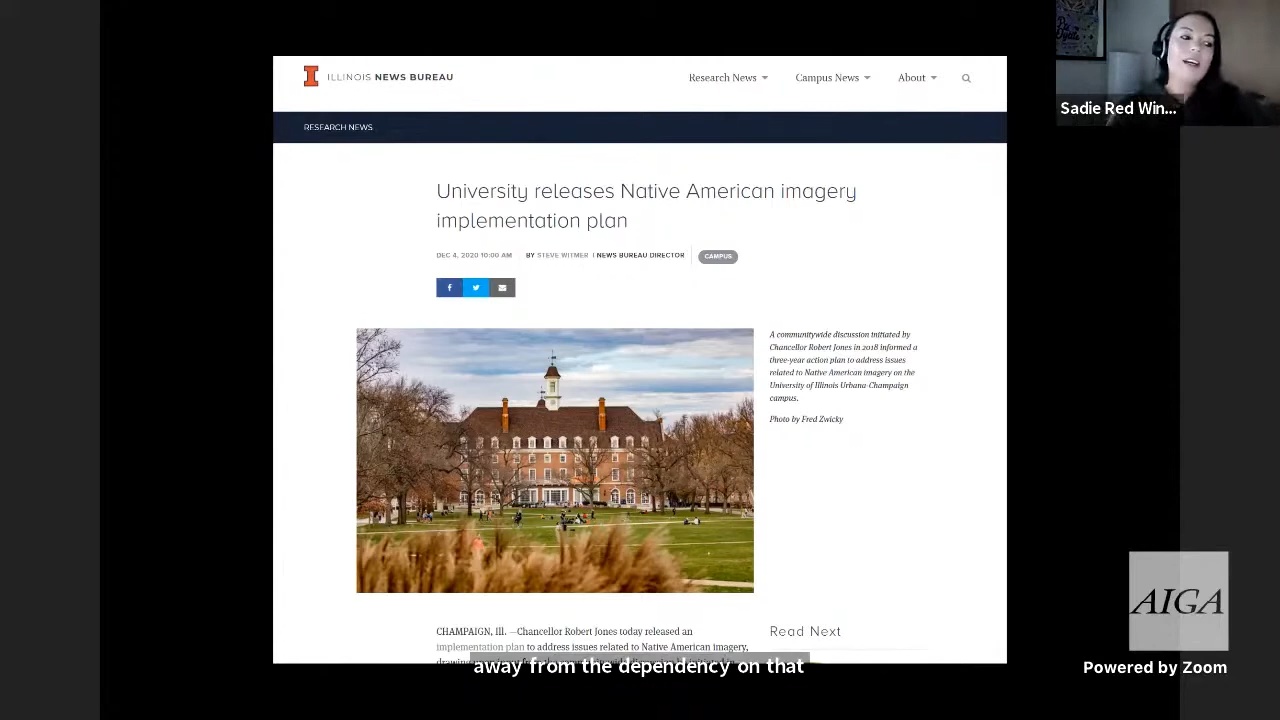 ILLINOIS NEWS BUREAU
Research News
Campus News
About
Sadie Red Win...
RESEARCH NEWS
University releases Native American imagery
implementation plan
DEC 4, 2020 10:00 AM BY STEVE WITMER | NEWS BUREAU DIRECTOR CAMPUS
A communitywide discussion initiated by
Chancellor Robert Jones in 2018 informed a
three-year action plan to address issues
related to Native American imagery on the
University of Illinois Urbana-Champaign
campus.
Photo by Fred Zwicky
CHAMPAIGN, Ill. —Chancellor Robert Jones today released an
implementation plan to address issues related to Native American imagery,
Read Next
away from the dependency on that
AIGA
Powered by Zoom